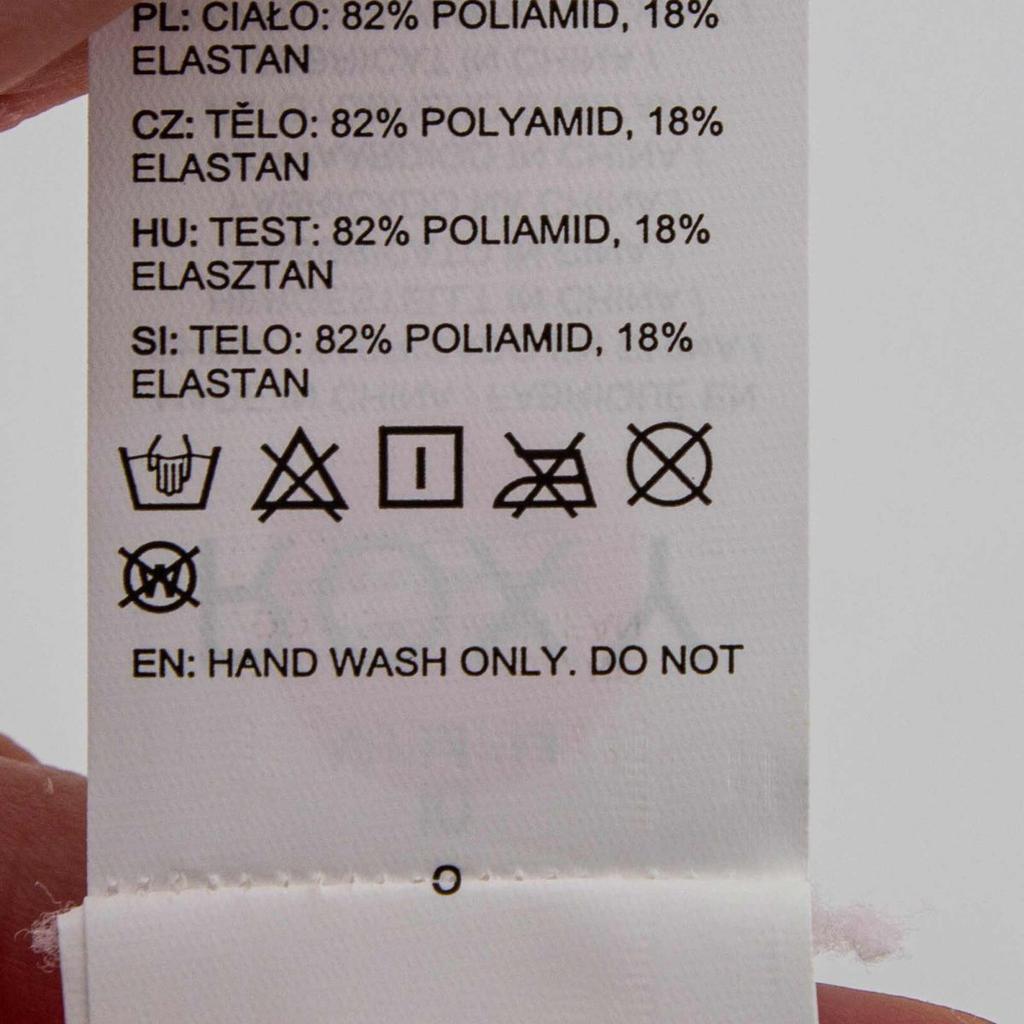 PL: CIAŁO: 82% POLIAMID, 18%
ELASTAN
CZ: TĚLO: 82% POLYAMID, 18%
ELASTAN
HU: TEST: 82% POLIAMID, 18%
ELASZTAN
SI: TELO: 82% POLIAMID, 18%
ELASTAN
W
EN: HAND WASH ONLY. DO NOT
O